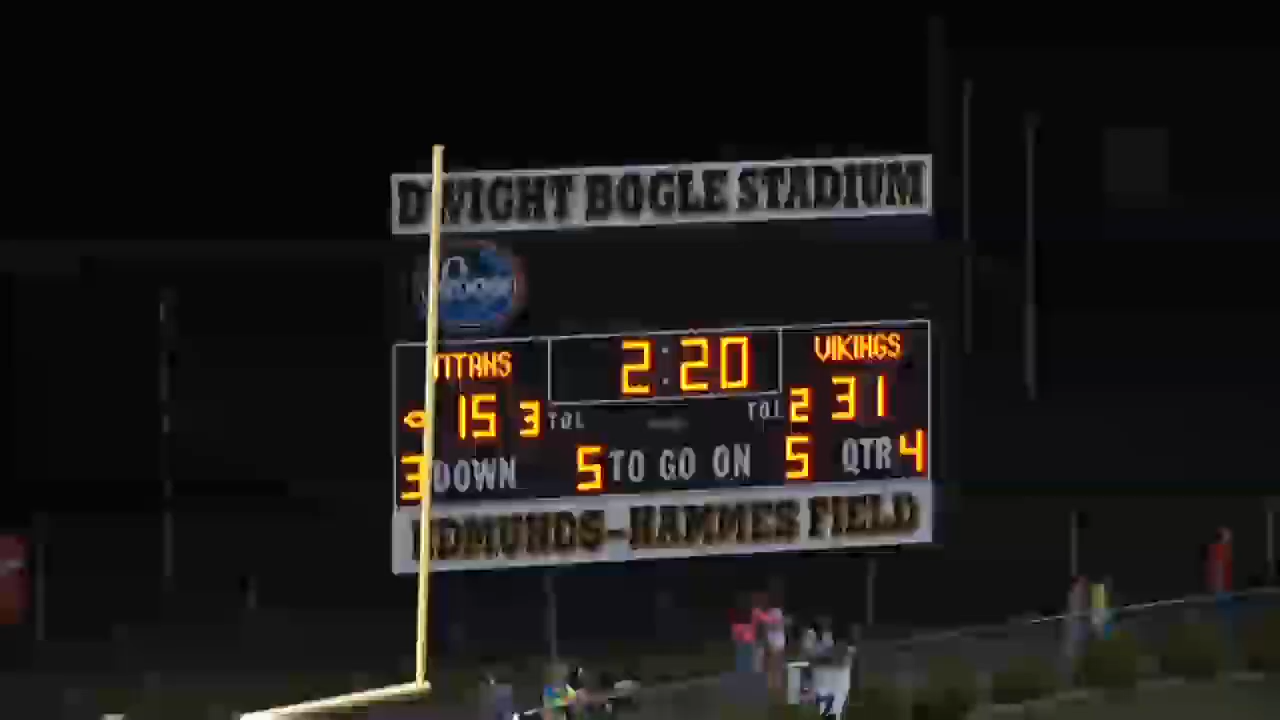 DWIGHT BOGLE STADIUM
TITANS 2:20 VIKINGS
15 3 TOL TOL 2 31
3 DOWN 5 TO GO ON 5 QTR 4
EDMUNDS-HAMMES FIELD